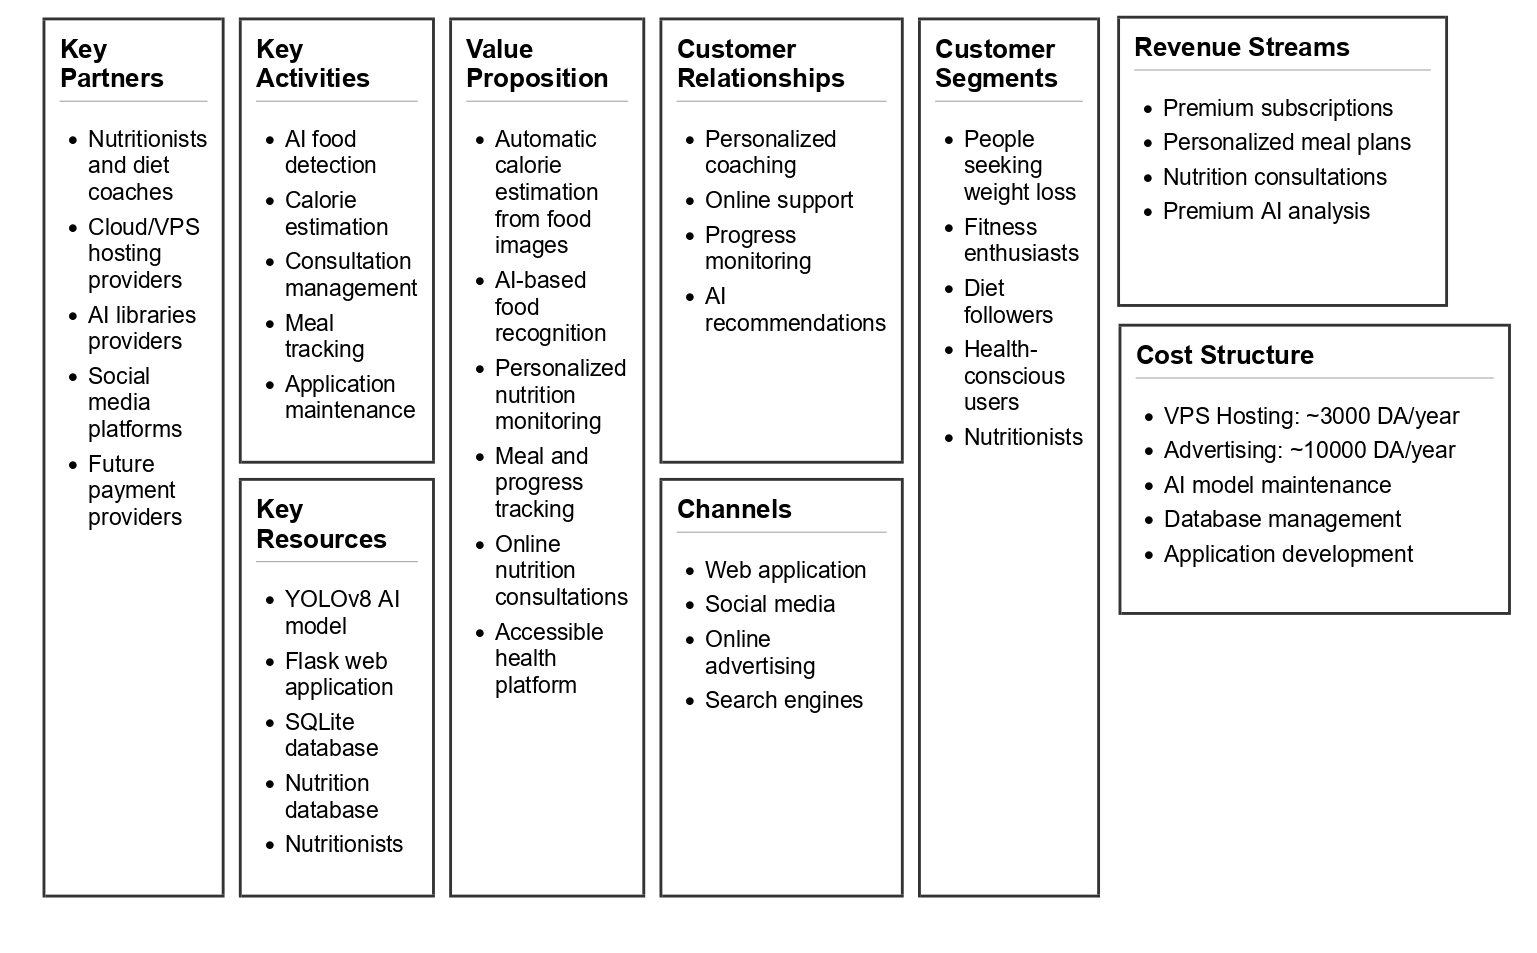 Key
Partners
• Nutritionists
and diet
coaches
• Cloud/VPS
hosting
providers
• AI libraries
providers
• Social
media
platforms
• Future
payment
providers
Key
Activities
• AI food
detection
• Calorie
estimation
• Consultation
management
• Meal
tracking
• Application
maintenance
Key
Resources
• YOLOv8 AI
model
• Flask web
application
• SQLite
database
• Nutrition
database
• Nutritionists
Value
Proposition
• Automatic
calorie
estimation
from food
images
• AI-based
food
recognition
• Personalized
nutrition
monitoring
• Meal and
progress
tracking
• Online
nutrition
consultations
• Accessible
health
platform
Customer
Relationships
• Personalized
coaching
• Online support
• Progress
monitoring
• AI
recommendations
Channels
• Web application
• Social media
• Online
advertising
• Search engines
Customer
Segments
• People
seeking
weight loss
• Fitness
enthusiasts
• Diet
followers
• Health-
conscious
users
• Nutritionists
Revenue Streams
• Premium subscriptions
• Personalized meal plans
• Nutrition consultations
• Premium AI analysis
Cost Structure
• VPS Hosting: ~3000 DA/year
• Advertising: ~10000 DA/year
• AI model maintenance
• Database management
• Application development